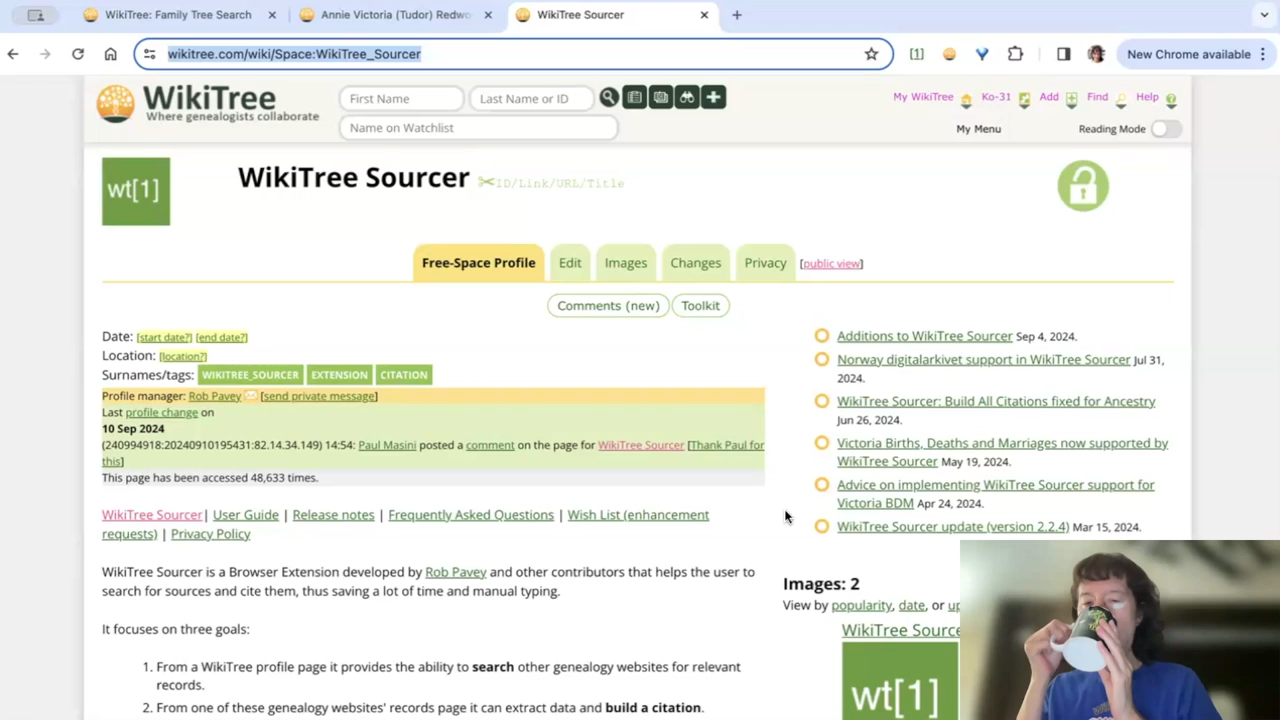 WikiTree: Family Tree Search
Annie Victoria (Tudor) Redwo
WikiTree Sourcer
wikitree.com/wiki/Space:WikiTree_Sourcer
[1]
New Chrome available
WikiTree
Where genealogists collaborate
First Name
Last Name or ID
Name on Watchlist
My WikiTree
Ko-31
Add
Find
Help
My Menu
Reading Mode
wt[1]
WikiTree Sourcer
ID/Link/URL/Title
Free-Space Profile
Edit
Images
Changes
Privacy
[public view]
Comments (new)
Toolkit
Date: [start date?] [end date?]
Location: [location?]
Surnames/tags: WIKITREE_SOURCER EXTENSION CITATION
Profile manager: Rob Pavey [send private message]
Last profile change on
10 Sep 2024
(240994918:20240910195431:82.14.34.149) 14:54: Paul Masini posted a comment on the page for WikiTree Sourcer [Thank Paul for
this]
This page has been accessed 48,633 times.
WikiTree Sourcer| User Guide | Release notes | Frequently Asked Questions | Wish List (enhancement
requests) | Privacy Policy
WikiTree Sourcer is a Browser Extension developed by Rob Pavey and other contributors that helps the user to
search for sources and cite them, thus saving a lot of time and manual typing.
It focuses on three goals:
1. From a WikiTree profile page it provides the ability to search other genealogy websites for relevant
records.
2. From one of these genealogy websites' records page it can extract data and build a citation.
Additions to WikiTree Sourcer Sep 4, 2024.
Norway digitalarkivet support in WikiTree Sourcer Jul 31,
2024.
WikiTree Sourcer: Build All Citations fixed for Ancestry
Jun 26, 2024.
Victoria Births, Deaths and Marriages now supported by
WikiTree Sourcer May 19, 2024.
Advice on implementing WikiTree Sourcer support for
Victoria BDM Apr 24, 2024.
WikiTree Sourcer update (version 2.2.4) Mar 15, 2024.
Images: 2
View by popularity, date, or up
WikiTree Source
wt[1]